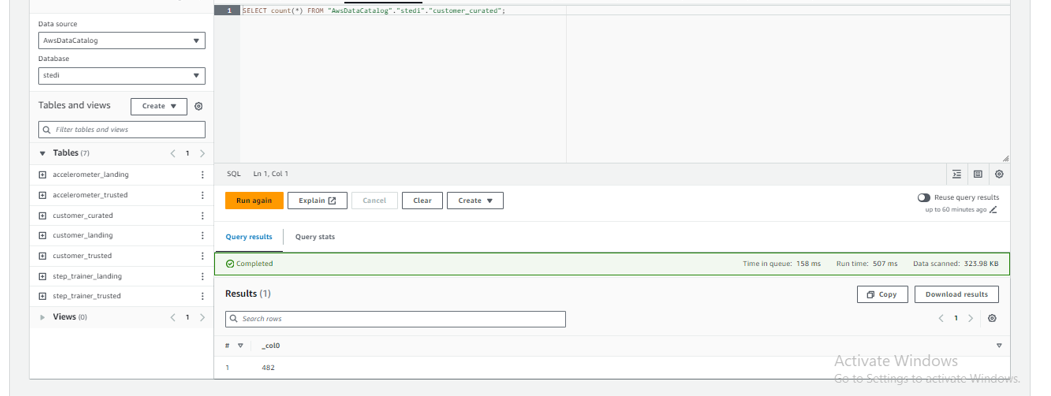 1 SELECT count(*) FROM "AwsDataCatalog"."stedi"."customer_curated";
Data source
AwsDataCatalog
Database
stedi
Tables and views Create
Filter tables and views
Tables (7) 1
accelerometer_landing
accelerometer_trusted
customer_curated
customer_landing
customer_trusted
step_trainer_landing
step_trainer_trusted
Views (0) 1
SQL Ln 1, Col 1
Run again Explain Cancel Clear Create
Reuse query results
up to 60 minutes ago
Query results Query stats
Completed Time in queue: 158 ms Run time: 507 ms Data scanned: 323.98 KB
Results (1) Copy Download results
Search rows 1
# _col0
1 482
Activate Windows
Go to Settings to activate Windows.